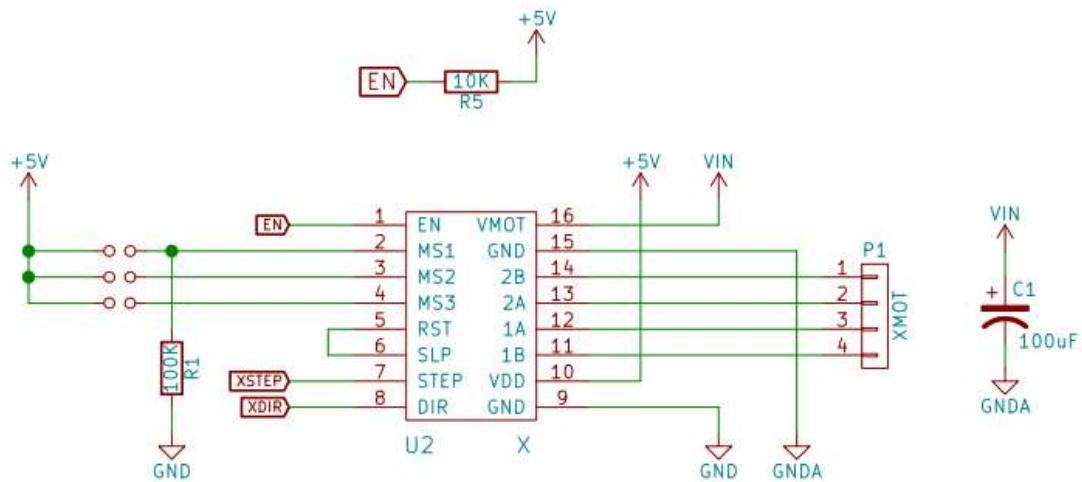 +5V
EN
10K
R5
+5V
+5V
VIN
EN
1
EN
VMOT
16
2
MS1
GND
15
3
MS2
2B
14
4
MS3
2A
13
5
RST
1A
12
6
SLP
1B
11
XSTEP
7
STEP
VDD
10
XDIR
8
DIR
GND
9
U2
X
100K
R1
GND
GND
GNDA
P1
1
2
3
4
XMOT
VIN
+
C1
100uF
GNDA